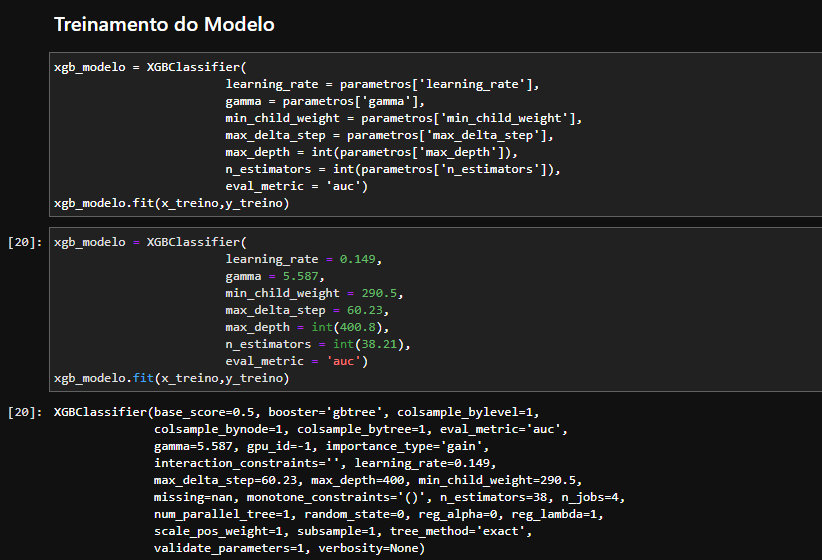 Treinamento do Modelo
xgb_modelo = XGBClassifier(
learning_rate = parametros['learning_rate'],
gamma = parametros['gamma'],
min_child_weight = parametros['min_child_weight'],
max_delta_step = parametros['max_delta_step'],
max_depth = int(parametros['max_depth']),
n_estimators = int(parametros['n_estimators']),
eval_metric = 'auc')
xgb_modelo.fit(x_treino,y_treino)
[20]: xgb_modelo = XGBClassifier(
learning_rate = 0.149,
gamma = 5.587,
min_child_weight = 290.5,
max_delta_step = 60.23,
max_depth = int(400.8),
n_estimators = int(38.21),
eval_metric = 'auc')
xgb_modelo.fit(x_treino,y_treino)
[20]: XGBClassifier(base_score=0.5, booster='gbtree', colsample_bylevel=1,
colsample_bynode=1, colsample_bytree=1, eval_metric='auc',
gamma=5.587, gpu_id=-1, importance_type='gain',
interaction_constraints='', learning_rate=0.149,
max_delta_step=60.23, max_depth=400, min_child_weight=290.5,
missing=nan, monotone_constraints='()', n_estimators=38, n_jobs=4,
num_parallel_tree=1, random_state=0, reg_alpha=0, reg_lambda=1,
scale_pos_weight=1, subsample=1, tree_method='exact',
validate_parameters=1, verbosity=None)